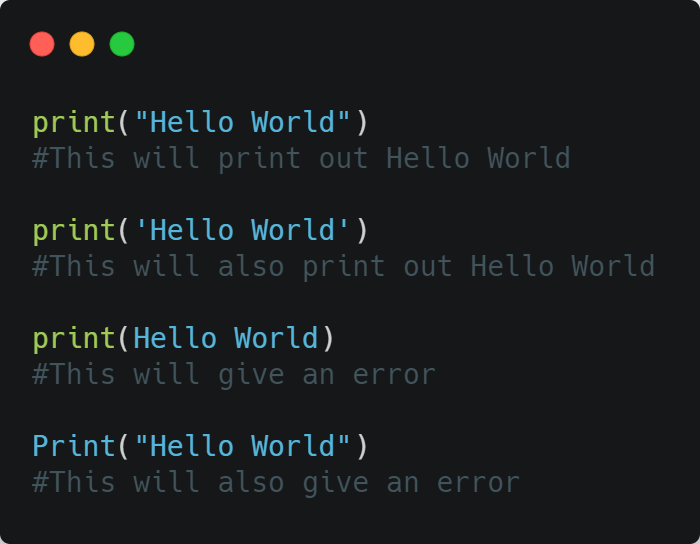 print("Hello World")
#This will print out Hello World
print('Hello World')
#This will also print out Hello World
print(Hello World)
#This will give an error
Print("Hello World")
#This will also give an error